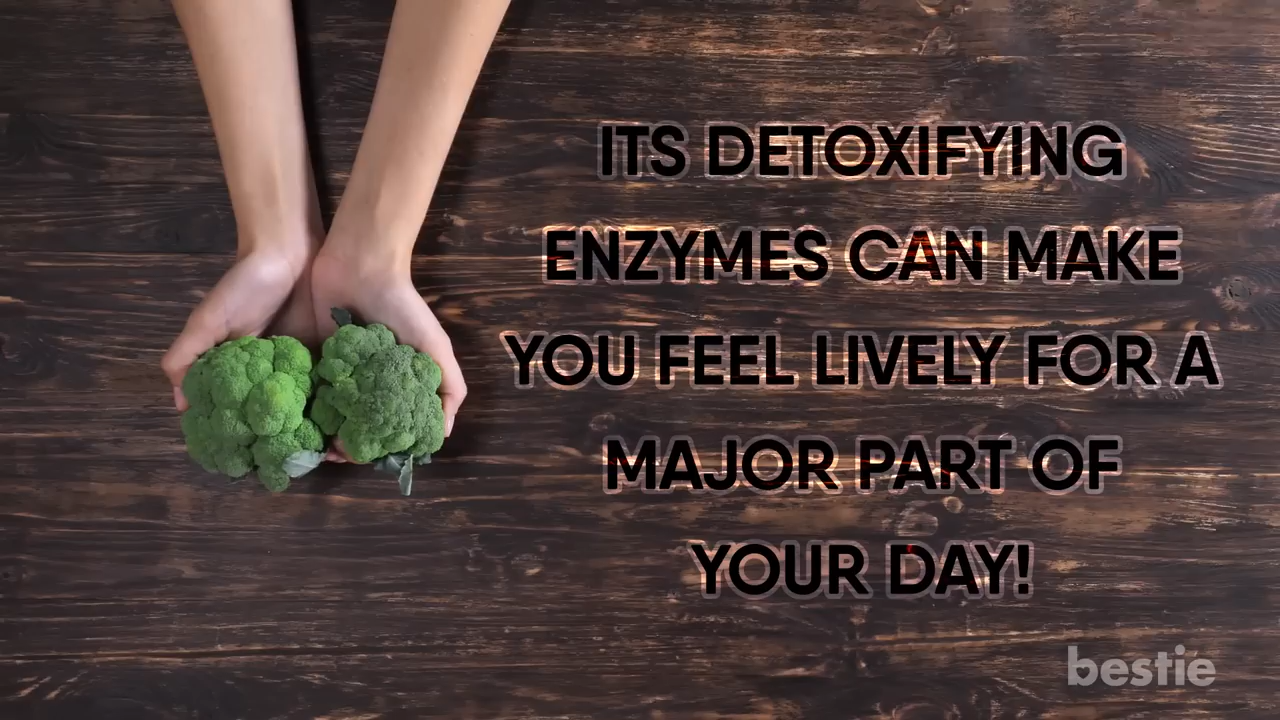 ITS DETOXIFYING
ENZYMES CAN MAKE
YOU FEEL LIVELY FOR A
MAJOR PART OF
YOUR DAY!
bestie